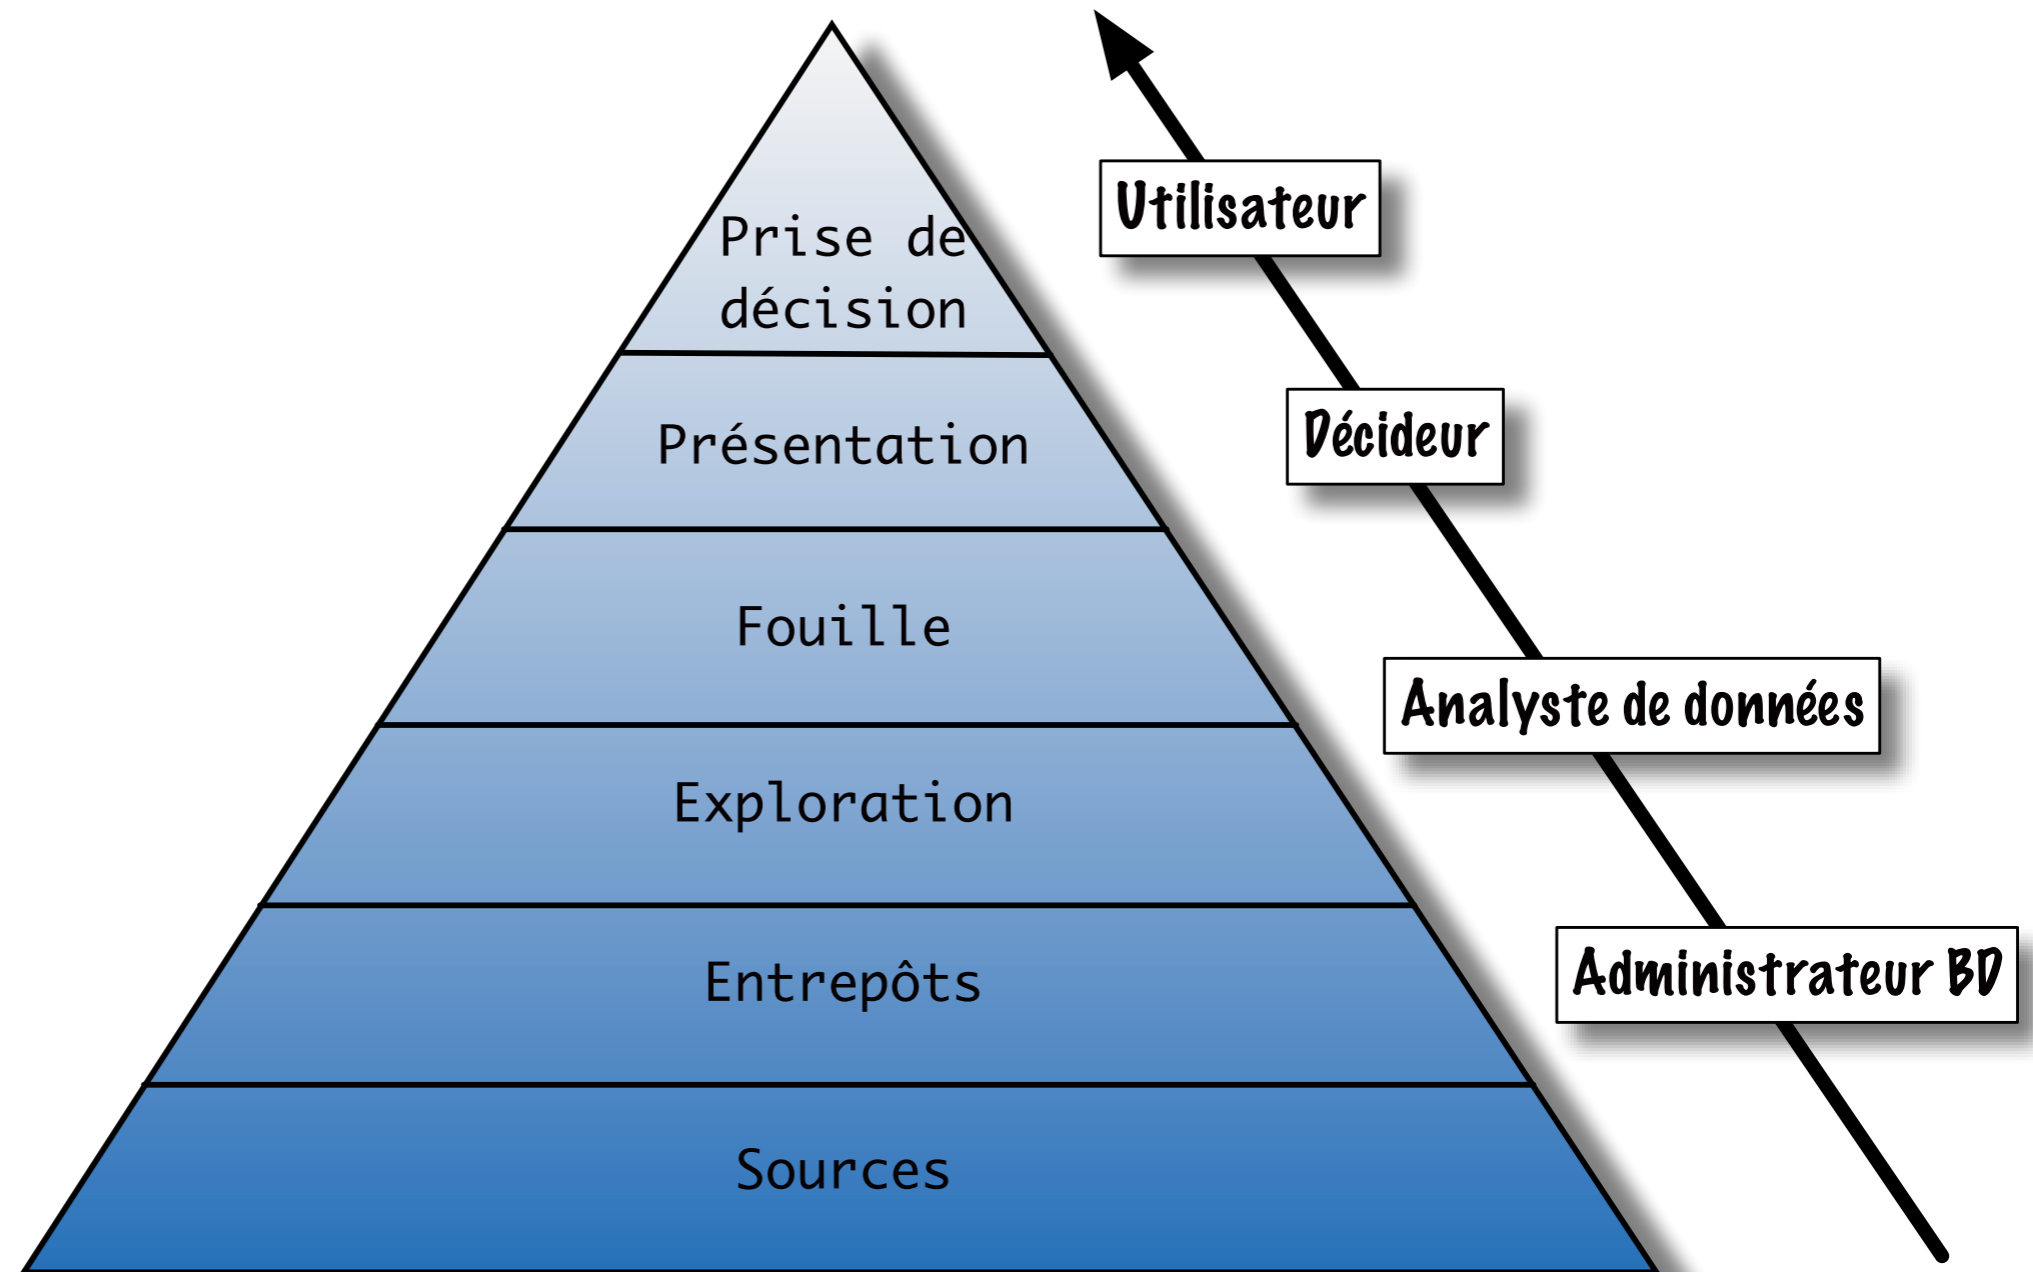 Prise de
décision
Présentation
Fouille
Exploration
Entrepôts
Sources
Utilisateur
Décideur
Analyste de données
Administrateur BD